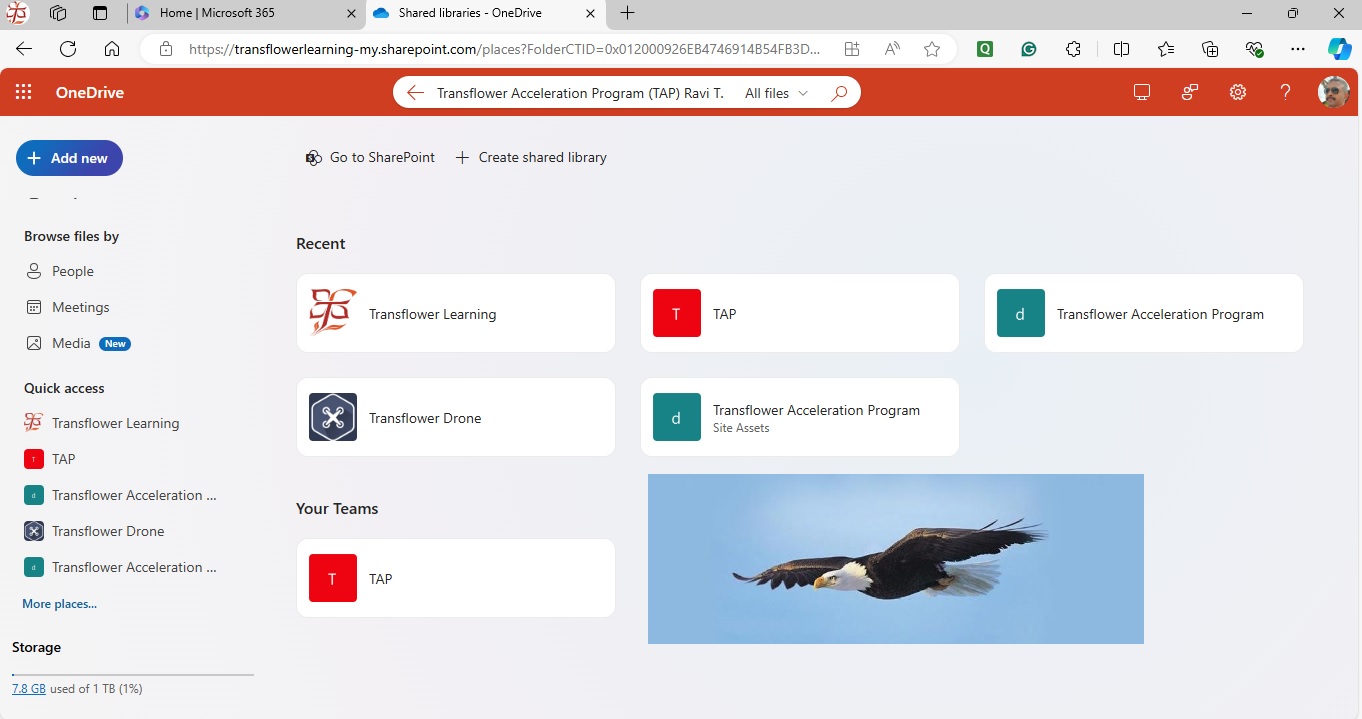 Home | Microsoft 365
Shared libraries - OneDrive
https://transflowerlearning-my.sharepoint.com/places?FolderCTID=0x012000926EB4746914B54FB3D...
OneDrive
Transflower Acceleration Program (TAP) Ravi T.
All files
Add new
Go to SharePoint
Create shared library
Browse files by
People
Meetings
Media New
Quick access
Transflower Learning
T TAP
d Transflower Acceleration ...
Transflower Drone
d Transflower Acceleration ...
More places...
Storage
7.8 GB used of 1 TB (1%)
Recent
Transflower Learning
T TAP
d Transflower Acceleration Program
Transflower Drone
d Transflower Acceleration Program
Site Assets
Your Teams
T TAP